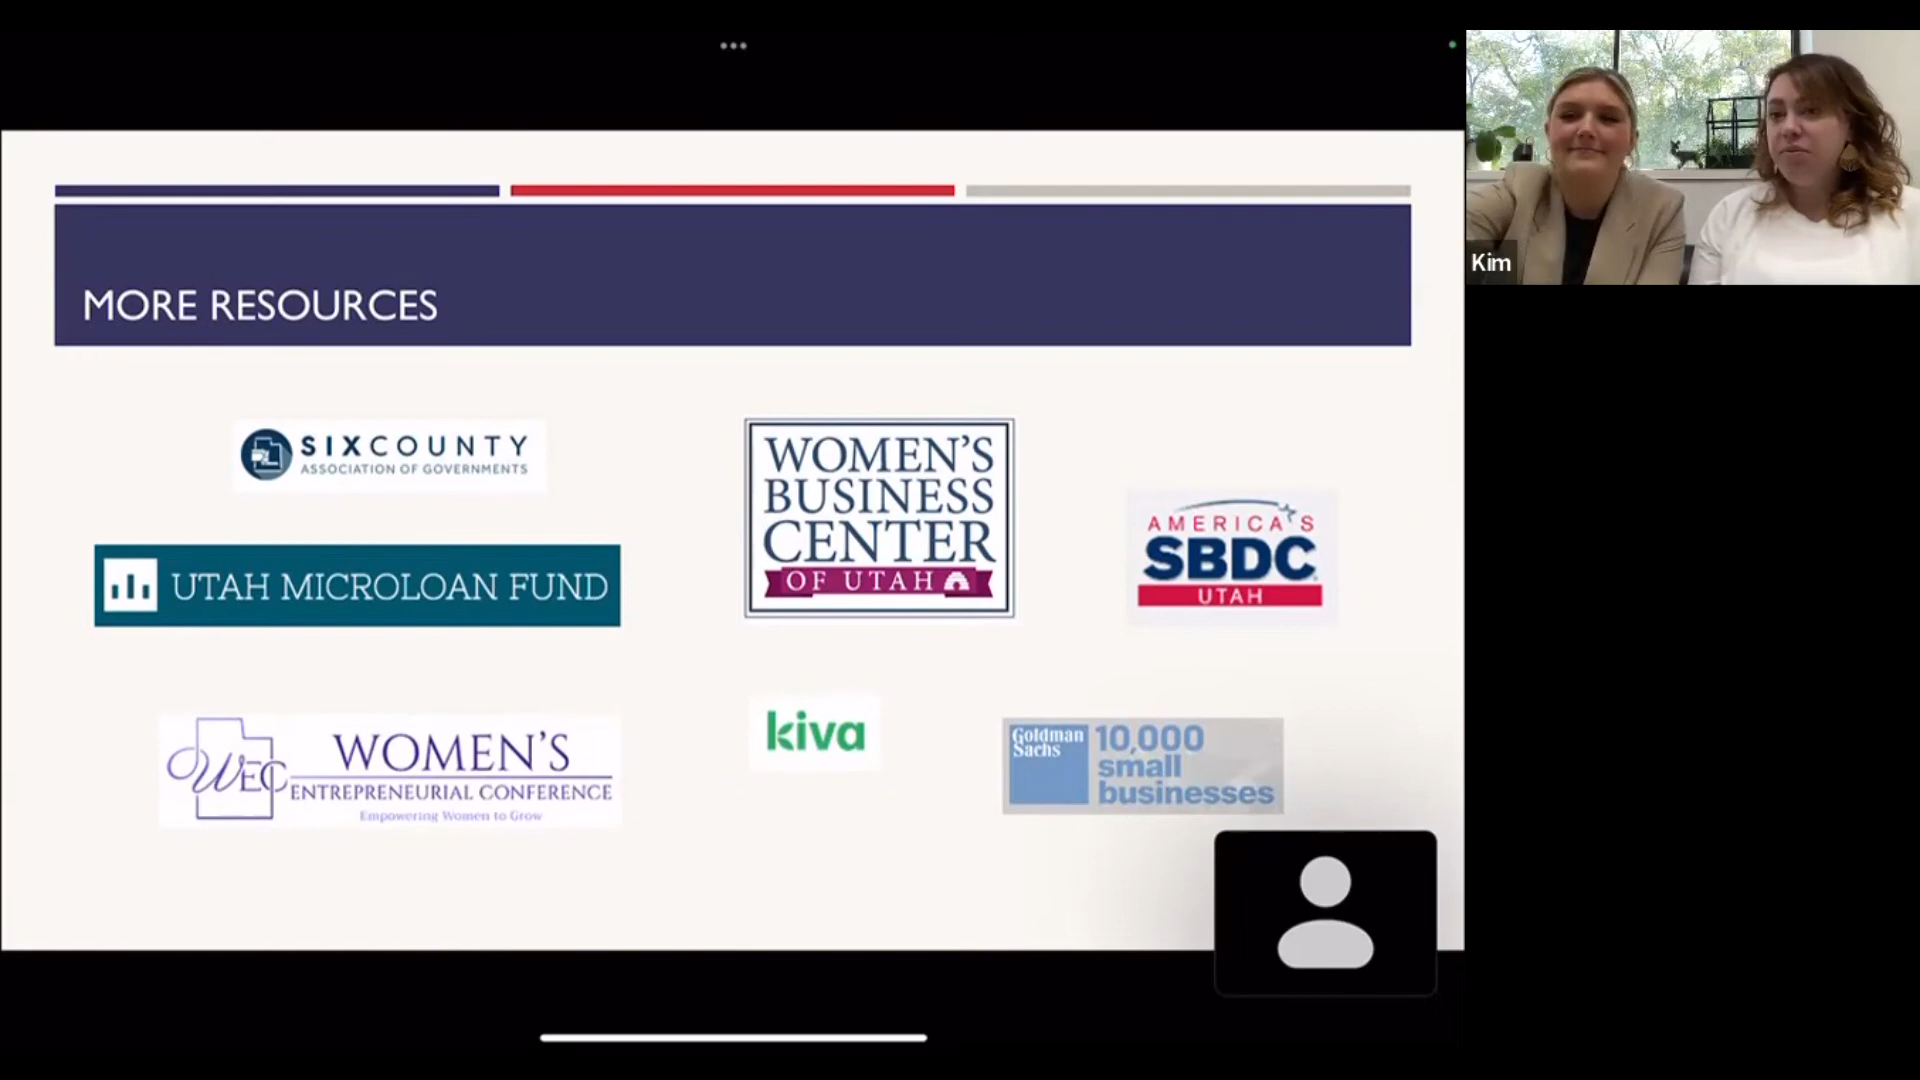 Kim
MORE RESOURCES
SIXCOUNTY
ASSOCIATION OF GOVERNMENTS
UTAH MICROLOAN FUND
WOMEN'S
BUSINESS
CENTER
OF UTAH
AMERICA'S
SBDC
UTAH
WEC
WOMEN'S
ENTREPRENEURIAL CONFERENCE
Empowering Women to Grow
kiva
Goldman
Sachs
10,000
small
businesses